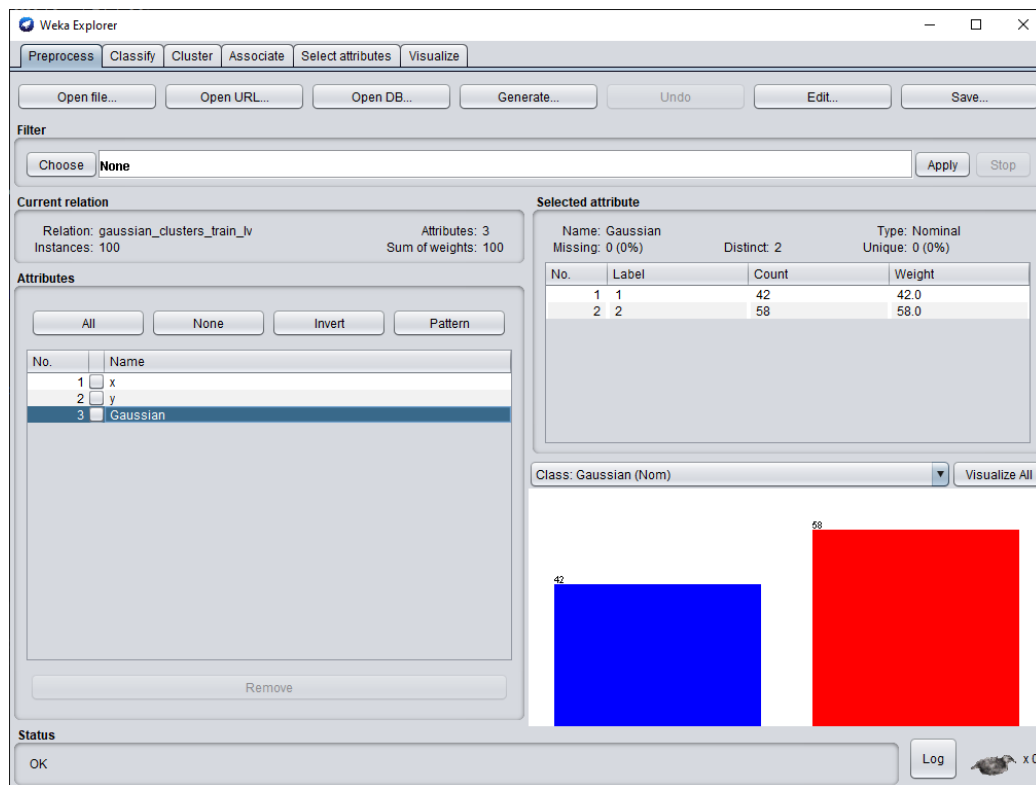 Weka Explorer
Preprocess Classify Cluster Associate Select attributes Visualize
Open file... Open URL... Open DB... Generate... Undo Edit... Save...
Filter
Choose None Apply Stop
Current relation
Relation: gaussian_clusters_train_lv Attributes: 3
Instances: 100 Sum of weights: 100
Attributes
All None Invert Pattern
No. Name
1 x
2 y
3 Gaussian
Remove
Selected attribute
Name: Gaussian Type: Nominal
Missing: 0 (0%) Distinct: 2 Unique: 0 (0%)
No. Label Count Weight
1 1 42 42.0
2 2 58 58.0
Class: Gaussian (Nom) Visualize All
42
58
Status
OK
Log x 0